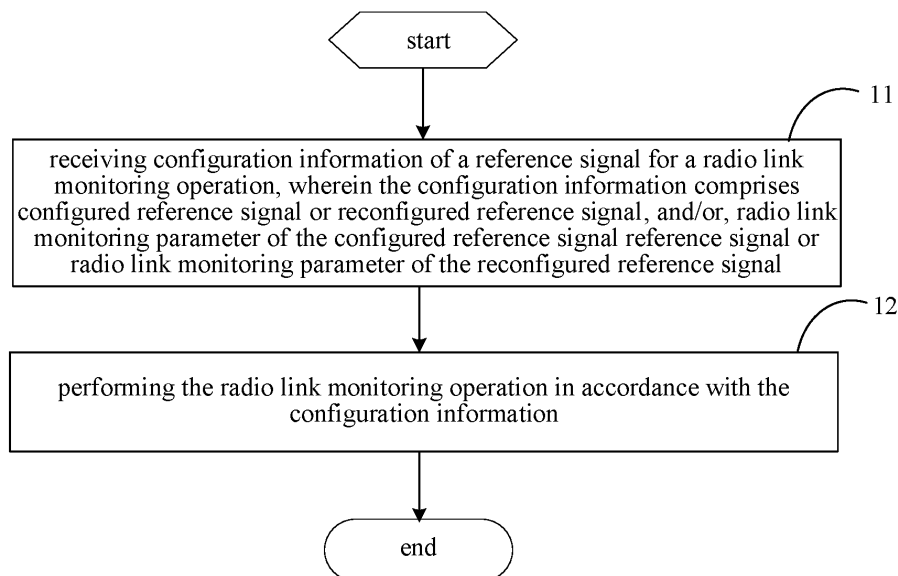 start
11
receiving configuration information of a reference signal for a radio link
monitoring operation, wherein the configuration information comprises
configured reference signal or reconfigured reference signal, and/or, radio link
monitoring parameter of the configured reference signal reference signal or
radio link monitoring parameter of the reconfigured reference signal
12
performing the radio link monitoring operation in accordance with the
configuration information
end